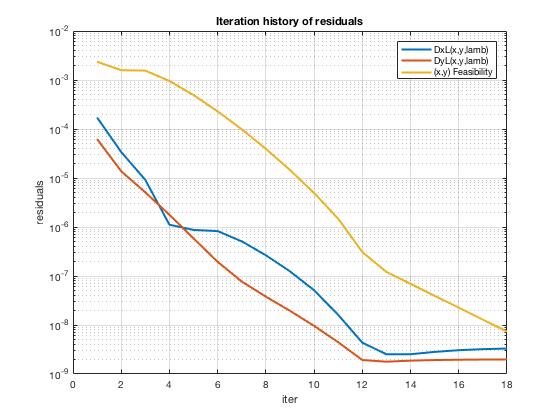 Iteration history of residuals
DxL(x,y,lamb)
DyL(x,y,lamb)
(x,y) Feasibility
10^-2
10^-3
10^-4
10^-5
10^-6
10^-7
10^-8
10^-9
residuals
0 2 4 6 8 10 12 14 16 18
iter